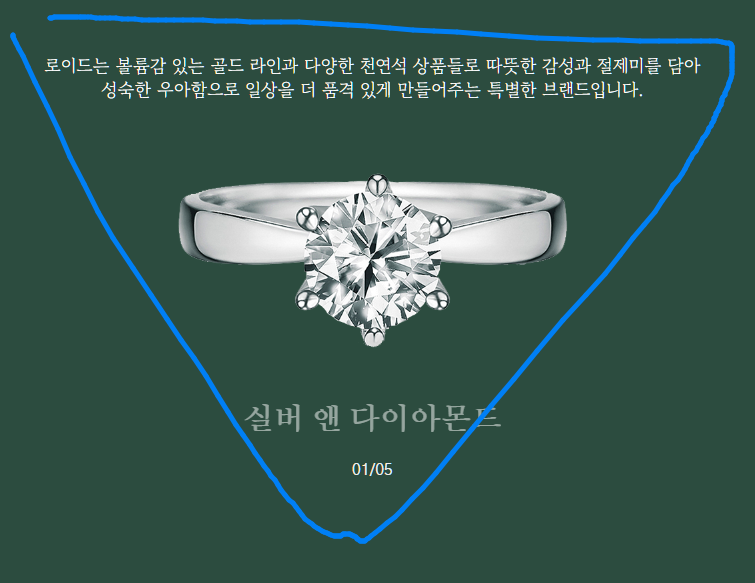 로이드는 볼륨감 있는 골드 라인과 다양한 천연석 상품들로 따뜻한 감성과 절제미를 담아
성숙한 우아함으로 일상을 더 품격 있게 만들어주는 특별한 브랜드입니다.
실버 앤 다이아몬드
01/05